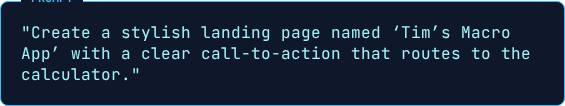 "Create a stylish landing page named ‘Tim’s Macro
App’ with a clear call-to-action that routes to the
calculator."